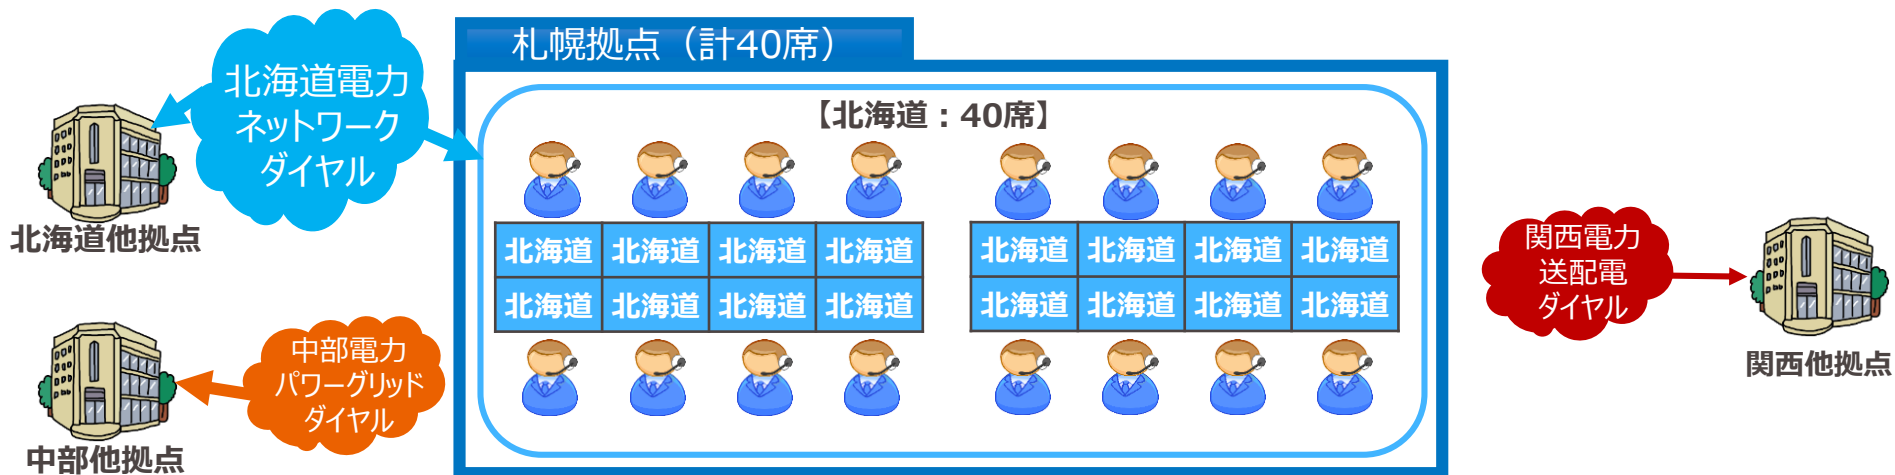 札幌拠点（計40席）
【北海道：40席】
北海道電力
ネットワーク
ダイヤル
北海道他拠点
中部電力
パワーグリッド
ダイヤル
中部他拠点
北海道 北海道 北海道 北海道
北海道 北海道 北海道 北海道
北海道 北海道 北海道 北海道
北海道 北海道 北海道 北海道
関西電力
送配電
ダイヤル
関西他拠点